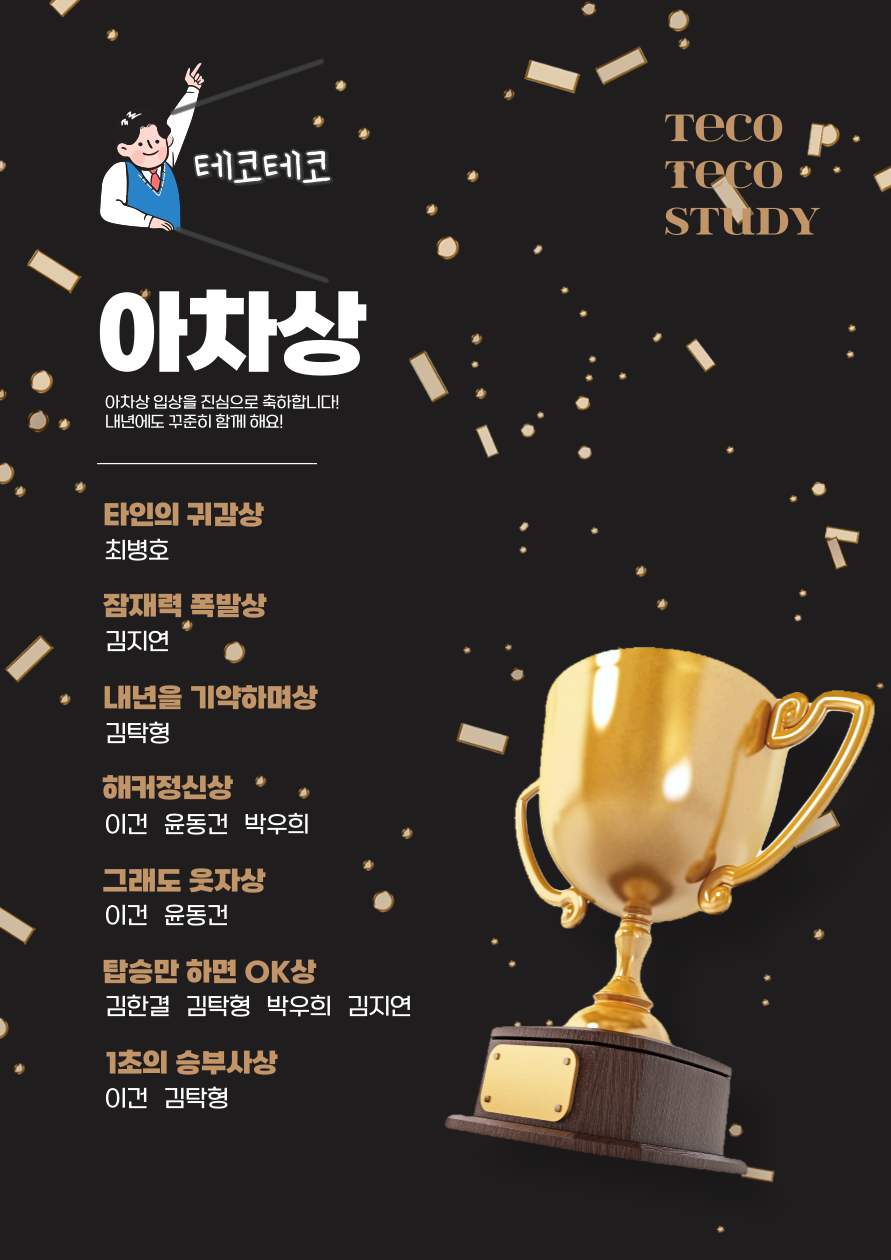 테코테코
TECO
TECO
STUDY
아차상
아차상 입상을 진심으로 축하합니다!
내년에도 꾸준히 함께 해요!
타인의 귀감상
최병호
잠재력 폭발상
김지연
내년을 기약하며상
김탁형
해커정신상
이건 윤동건 박우희
그래도 웃자상
이건 윤동건
탑승만 하면 OK상
김한결 김탁형 박우희 김지연
1초의 승부사상
이건 김탁형